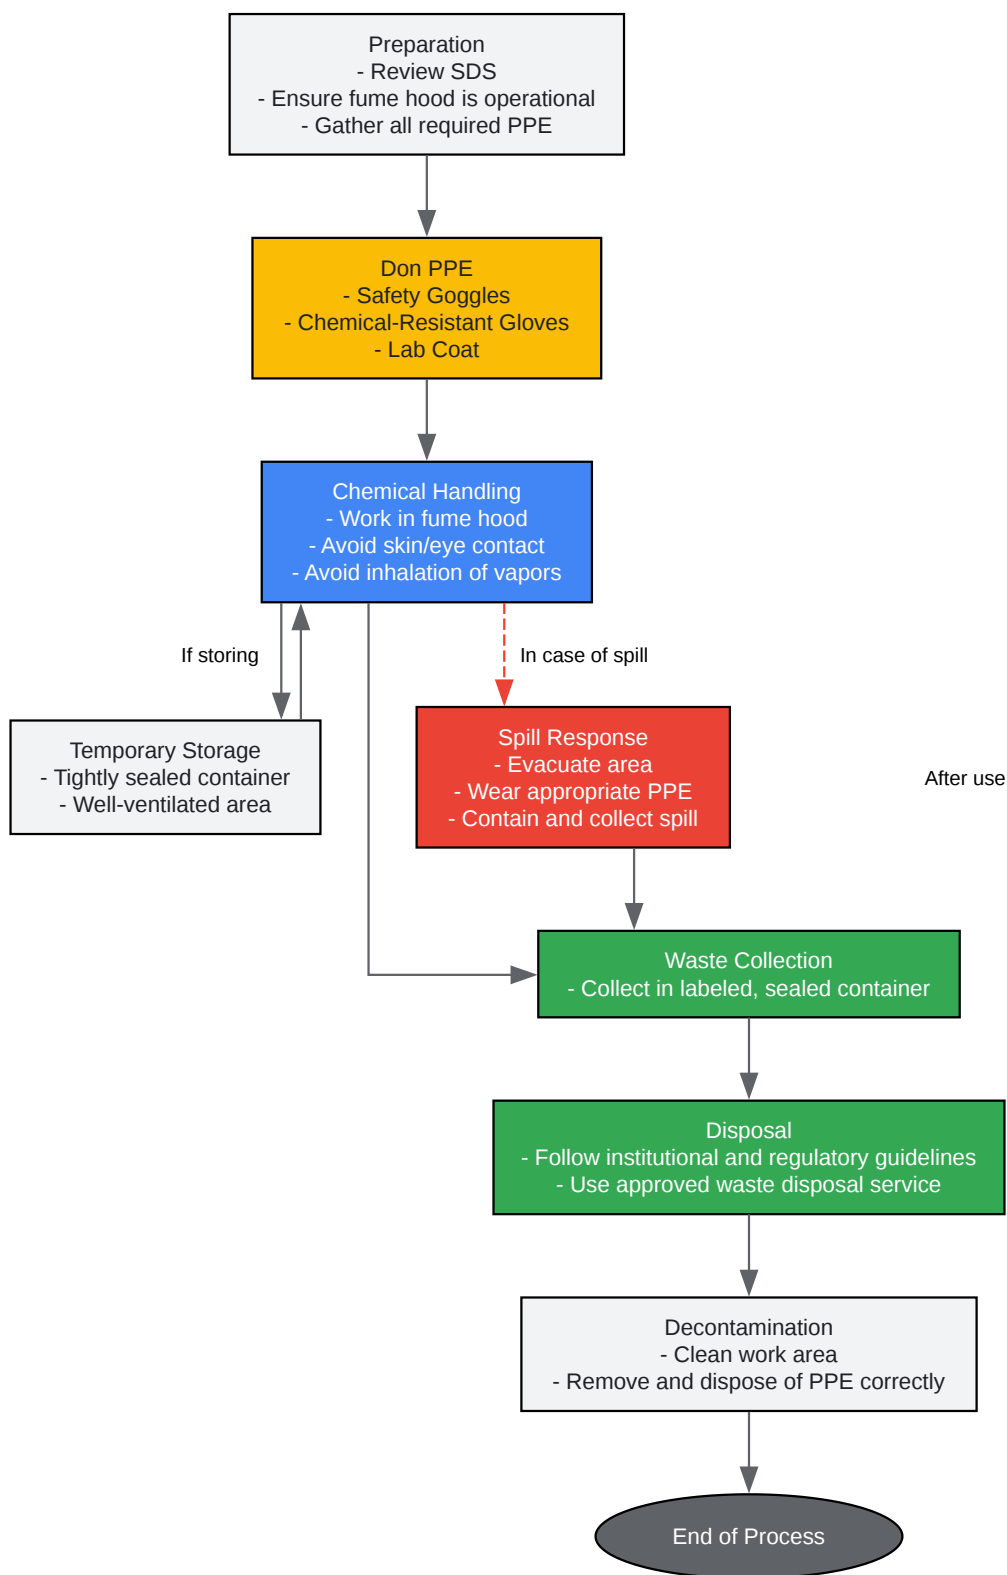 Preparation
- Review SDS
- Ensure fume hood is operational
- Gather all required PPE
Don PPE
- Safety Goggles
- Chemical-Resistant Gloves
- Lab Coat
Chemical Handling
- Work in fume hood
- Avoid skin/eye contact
- Avoid inhalation of vapors
If storing
In case of spill
Temporary Storage
- Tightly sealed container
- Well-ventilated area
Spill Response
- Evacuate area
- Wear appropriate PPE
- Contain and collect spill
After use
Waste Collection
- Collect in labeled, sealed container
Disposal
- Follow institutional and regulatory guidelines
- Use approved waste disposal service
Decontamination
- Clean work area
- Remove and dispose of PPE correctly
End of Process